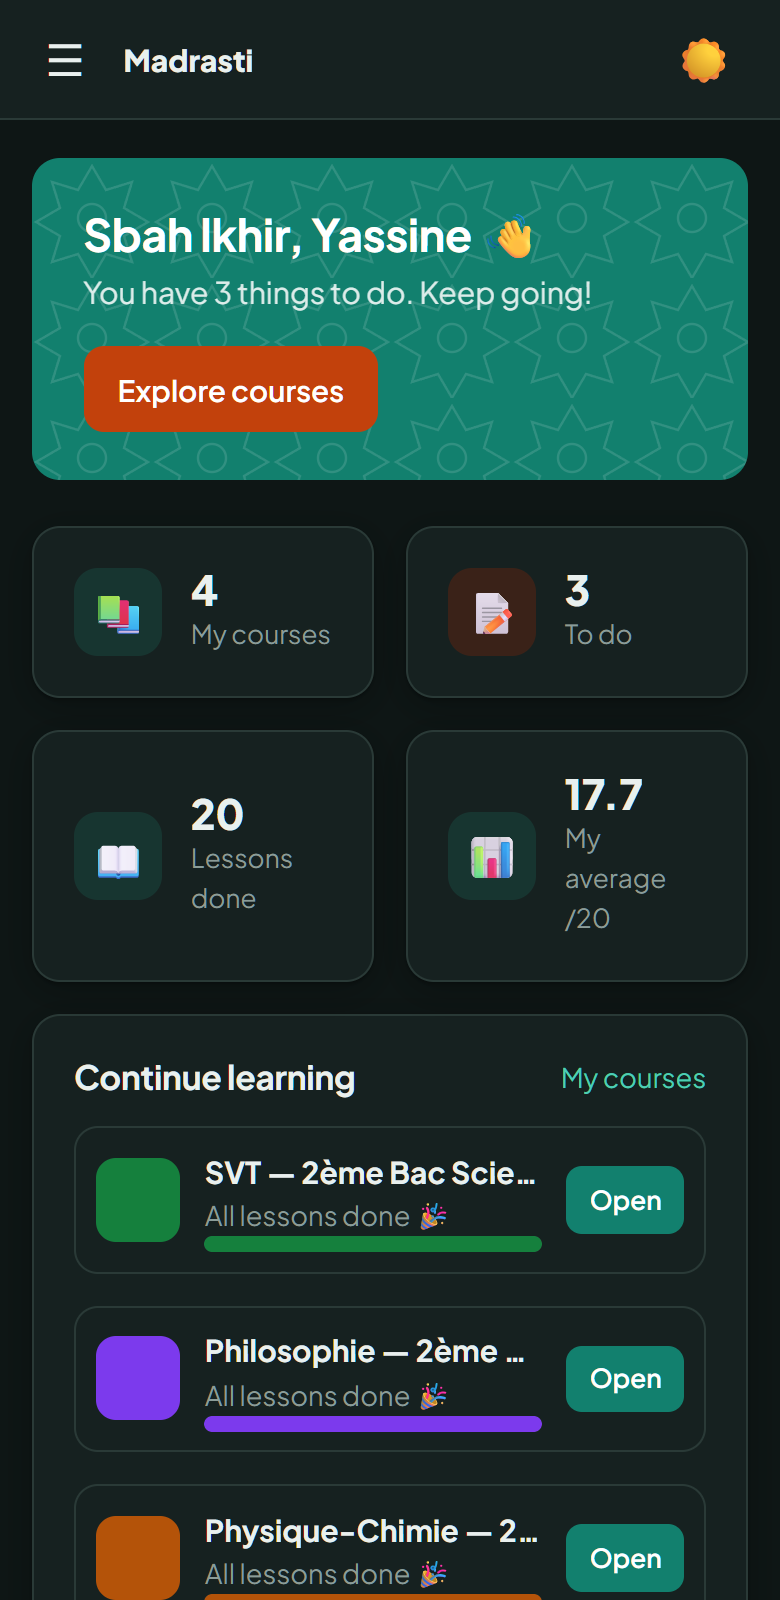 Madrasti
Sbah lkhir, Yassine
You have 3 things to do. Keep going!
Explore courses
4
My courses
3
To do
20
Lessons
done
17.7
My
average
/20
Continue learning
My courses
SVT — 2ème Bac Scie...
All lessons done
Open
Philosophie — 2ème ...
All lessons done
Open
Physique-Chimie — 2...
All lessons done
Open